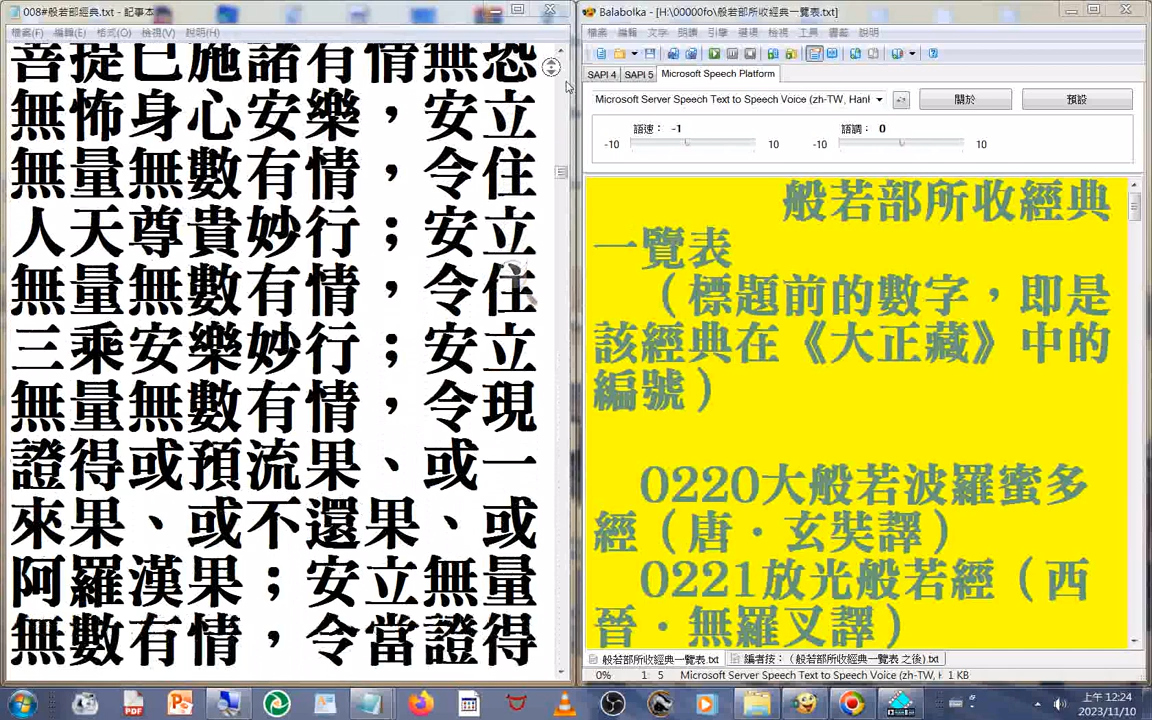 008#般若部經典.txt - 記事本
檔案(F) 編輯(E) 格式(O) 檢視(V) 說明(H)
菩提已施諸有情無恐
無怖身心安樂，安立
無量無數有情，令住
人天尊貴妙行；安立
無量無數有情，令住
三乘安樂妙行；安立
無量無數有情，令現
證得或預流果、或一
來果、或不還果、或
阿羅漢果；安立無量
無數有情，令當證得
Balabolka - [H:\00000fo\般若部所收經典一覽表.txt]
檔案 編輯 文字 朗讀 引擎 選項 檢視 工具 書籤 說明
SAPI 4 SAPI 5 Microsoft Speech Platform
Microsoft Server Speech Text to Speech Voice (zh-TW, Hanl 關於 預設
語速： -1 語調： 0
-10 10 -10 10
般若部所收經典
一覽表
（標題前的數字，即是
該經典在《大正藏》中的
編號）
0220大般若波羅蜜多
經（唐．玄奘譯）
0221放光般若經（西
晉．無羅叉譯）
般若部所收經典一覽表.txt 編者按：（般若部所收經典一覽表 之後).txt
0% 1: 5 Microsoft Server Speech Text to Speech Voice (zh-TW, H 1 KB
上午 12:24
2023/11/10